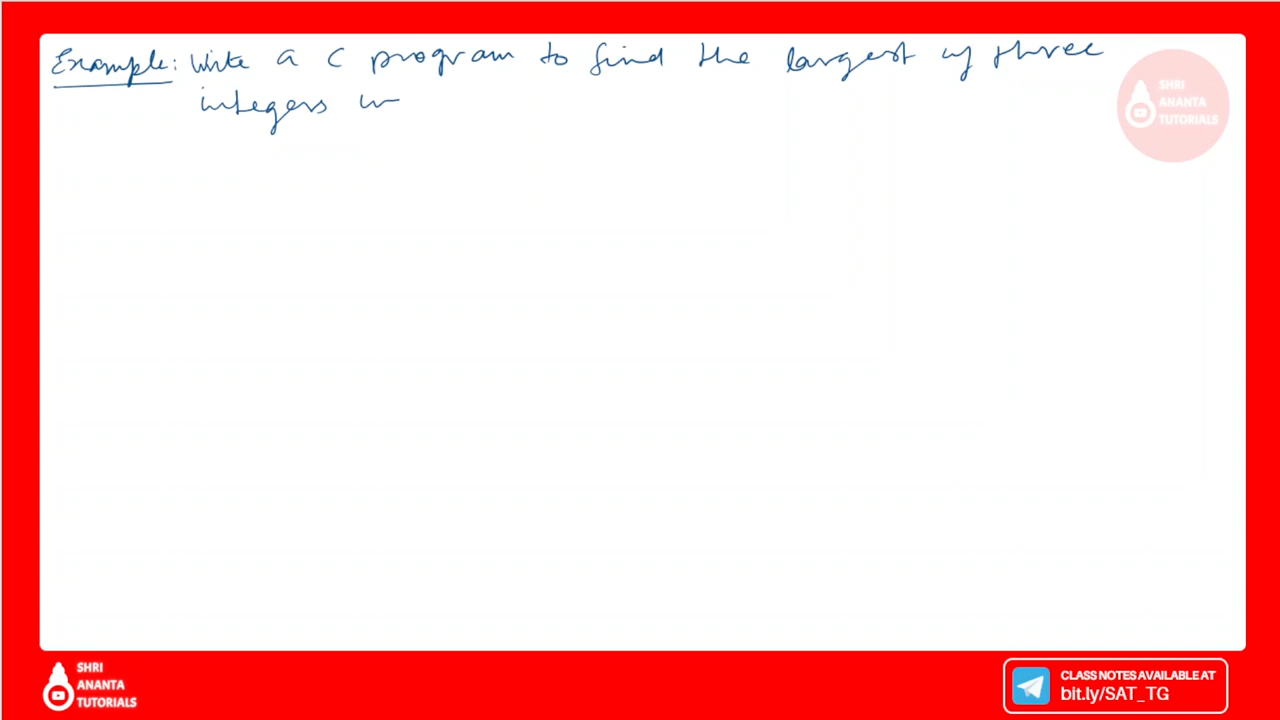 Example: Write a C program to find the largest of three
integers
SHRI
ANANTA
TUTORIALS
SHRI
ANANTA
TUTORIALS
CLASS NOTES AVAILABLE AT
bit.ly/SAT_TG